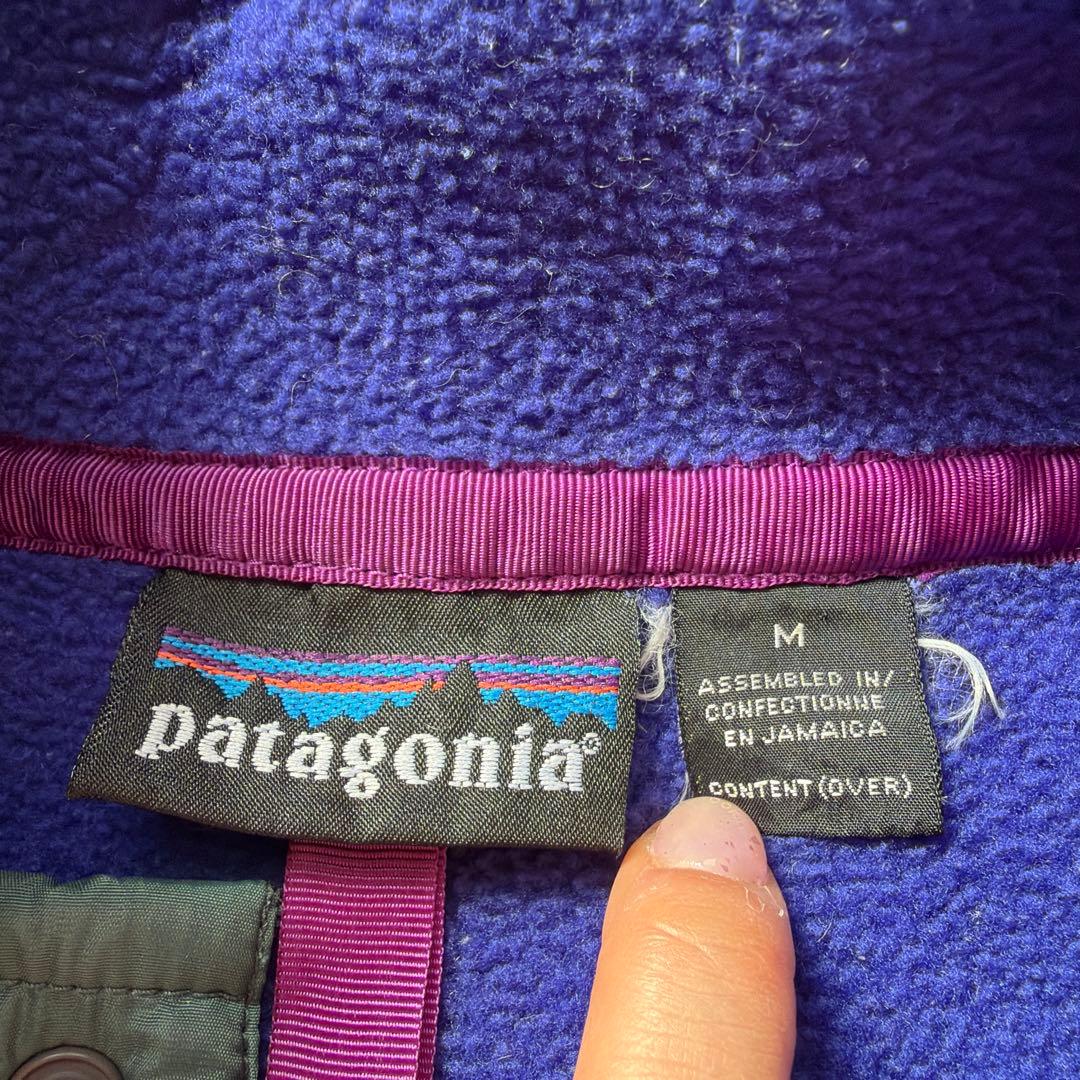 patagonia®
M
ASSEMBLED IN/
CONFECTIONNE
EN JAMAICA
CONTENT (OVER)